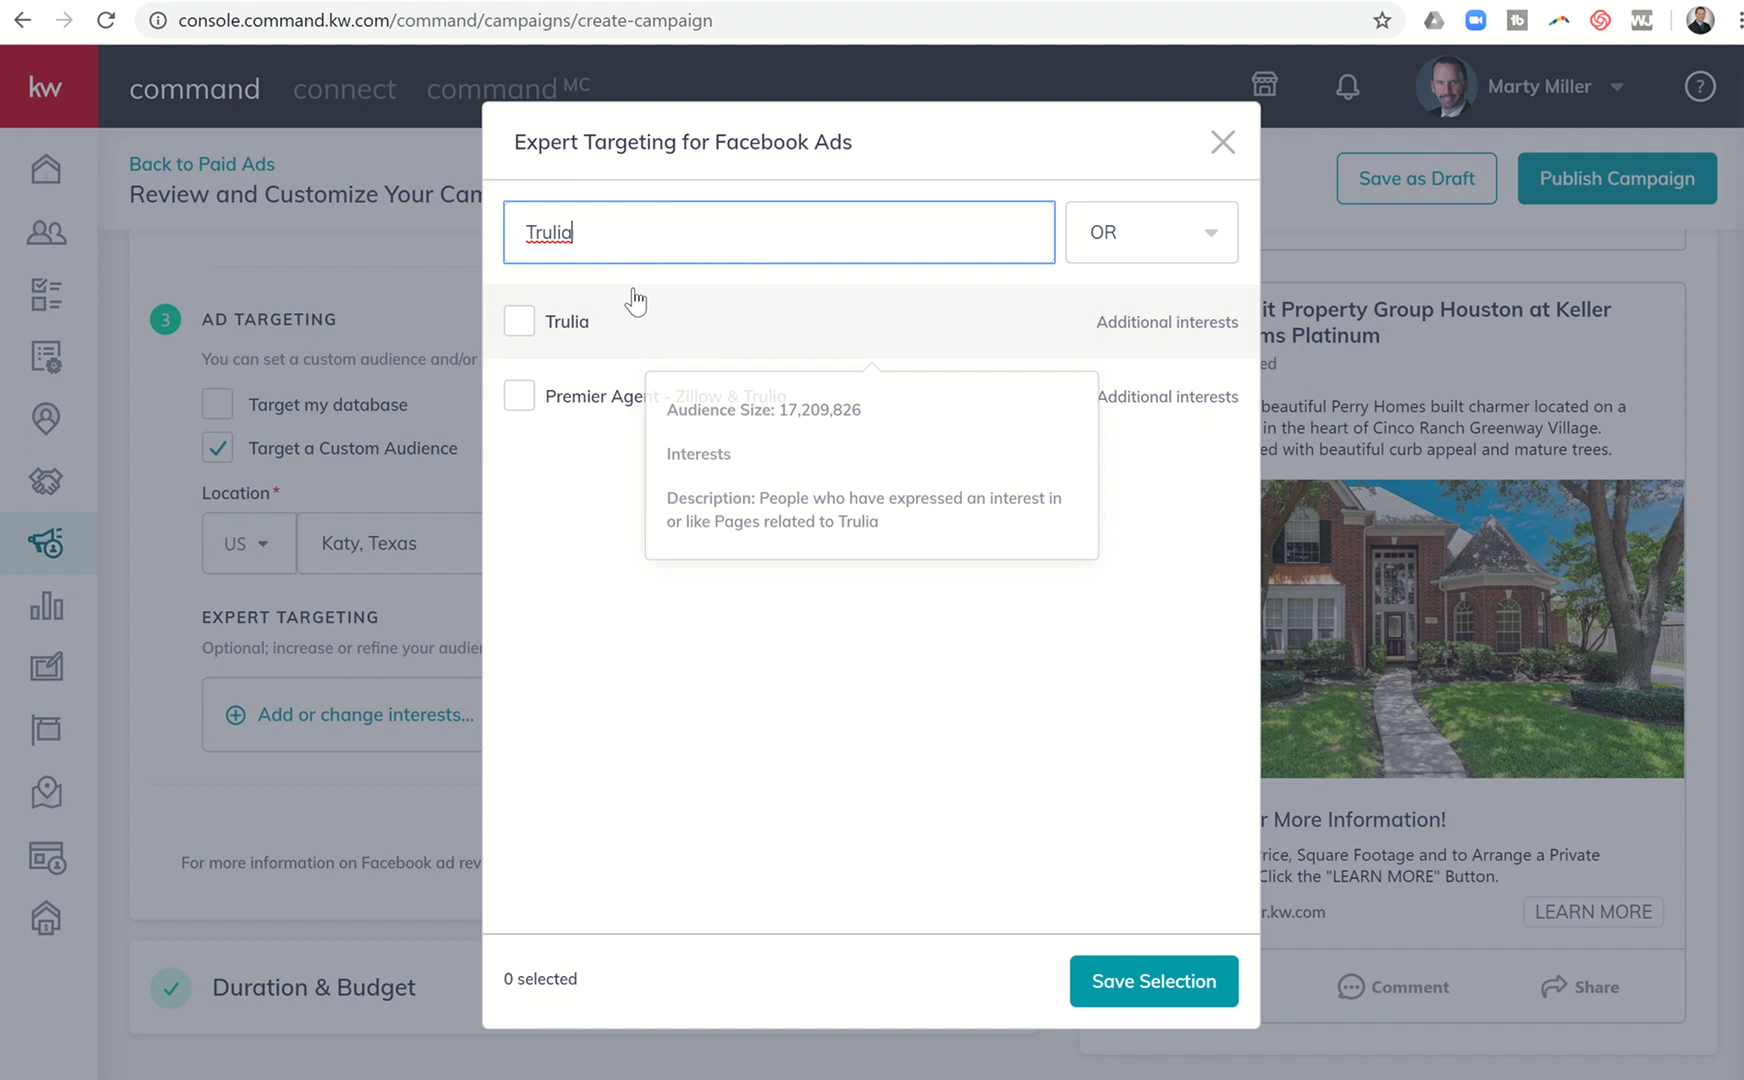 console.command.kw.com/command/campaigns/create-campaign
kw
command
connect
command MC
Marty Miller
Back to Paid Ads
Review and Customize Your Cam
Save as Draft
Publish Campaign
Expert Targeting for Facebook Ads
Trulia
OR
Trulia
Additional interests
Premier Agent - Zillow & Trulia
Additional interests
Audience Size: 17,209,826
Interests
Description: People who have expressed an interest in
or like Pages related to Trulia
0 selected
Save Selection
3
AD TARGETING
You can set a custom audience and/or
Target my database
Target a Custom Audience
Location*
US
Katy, Texas
EXPERT TARGETING
Optional; increase or refine your audien
Add or change interests...
For more information on Facebook ad rev
Duration & Budget
it Property Group Houston at Keller
ms Platinum
ed
beautiful Perry Homes built charmer located on a
in the heart of Cinco Ranch Greenway Village.
ed with beautiful curb appeal and mature trees.
r More Information!
rice, Square Footage and to Arrange a Private
Click the "LEARN MORE" Button.
r.kw.com
LEARN MORE
Comment
Share